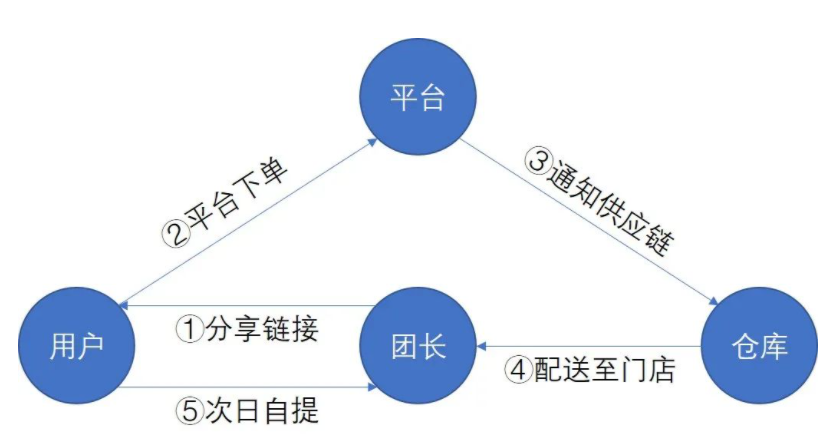 平台
②平台下单
③通知供应链
用户
①分享链接
团长
④配送至门店
仓库
⑤次日自提